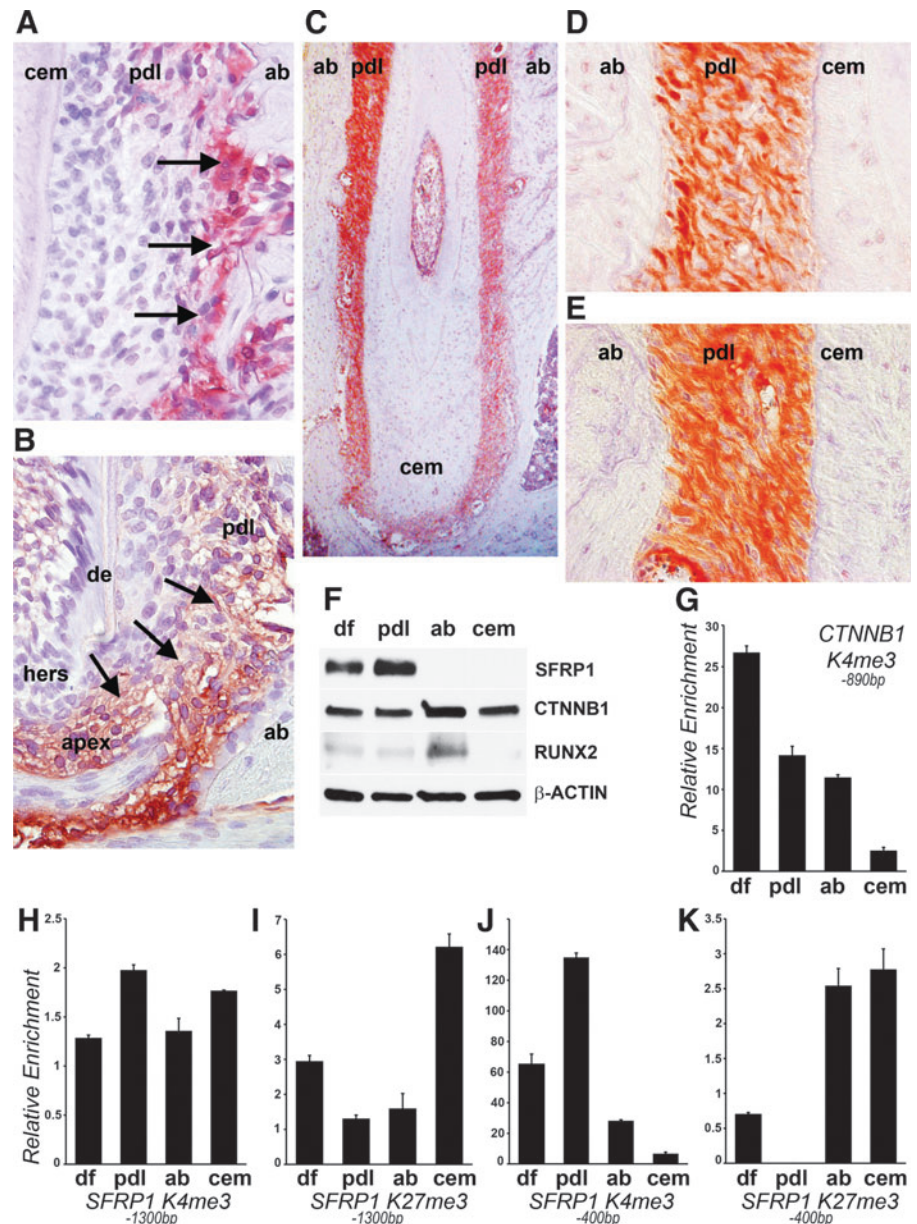 A
cem
pdl
ab
B
pdl
de
hers
apex
ab
C
ab pdl
pdl ab
cem
D
ab
pdl
cem
E
ab
pdl
cem
F
df pdl ab cem
SFRP1
CTNNB1
RUNX2
β-ACTIN
G
CTNNB1
K4me3
-890bp
Relative Enrichment
30
25
20
15
10
5
0
df pdl ab cem
H
Relative Enrichment
2.5
2
1.5
1
0.5
0
df pdl ab cem
SFRP1 K4me3
-1300bp
I
7
6
5
4
3
2
1
0
df pdl ab cem
SFRP1 K27me3
-1300bp
J
140
120
100
80
60
40
20
0
df pdl ab cem
SFRP1 K4me3
-400bp
K
3.5
3
2.5
2
1.5
1
0.5
0
df pdl ab cem
SFRP1 K27me3
-400bp